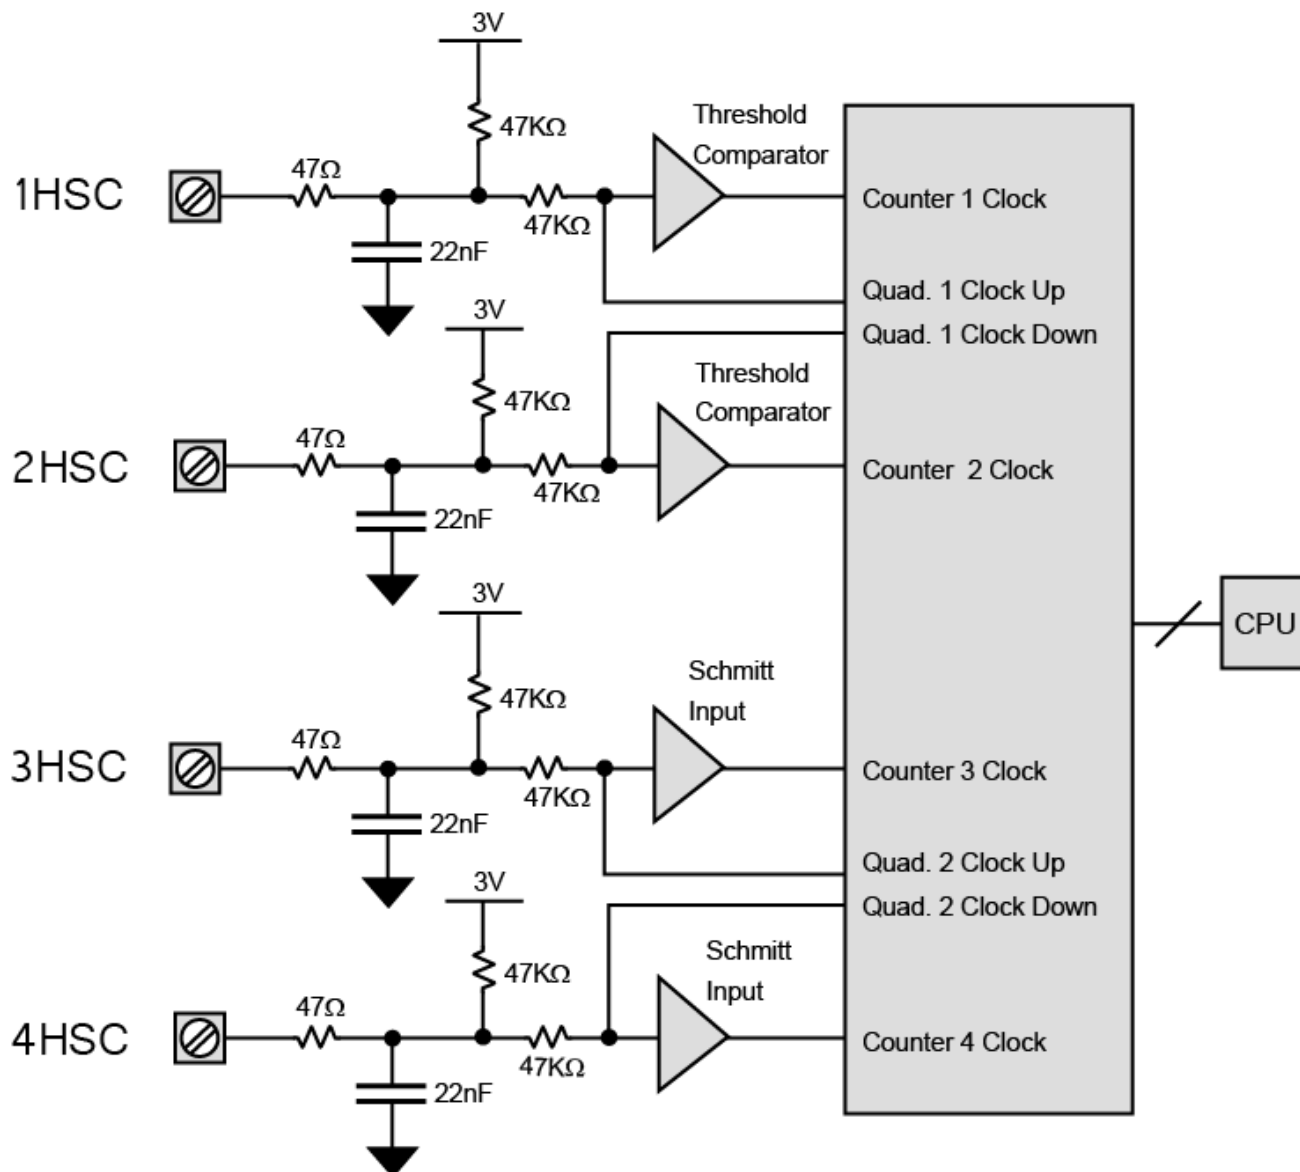 3V
47KΩ
Threshold
Comparator
47Ω
1HSC
47KΩ
Counter 1 Clock
22nF
Quad. 1 Clock Up
3V
Quad. 1 Clock Down
47KΩ
Threshold
Comparator
47Ω
2HSC
47KΩ
Counter 2 Clock
22nF
3V
CPU
47KΩ
Schmitt
Input
47Ω
3HSC
47KΩ
Counter 3 Clock
22nF
Quad. 2 Clock Up
3V
Quad. 2 Clock Down
47KΩ
Schmitt
Input
47Ω
4HSC
47KΩ
Counter 4 Clock
22nF